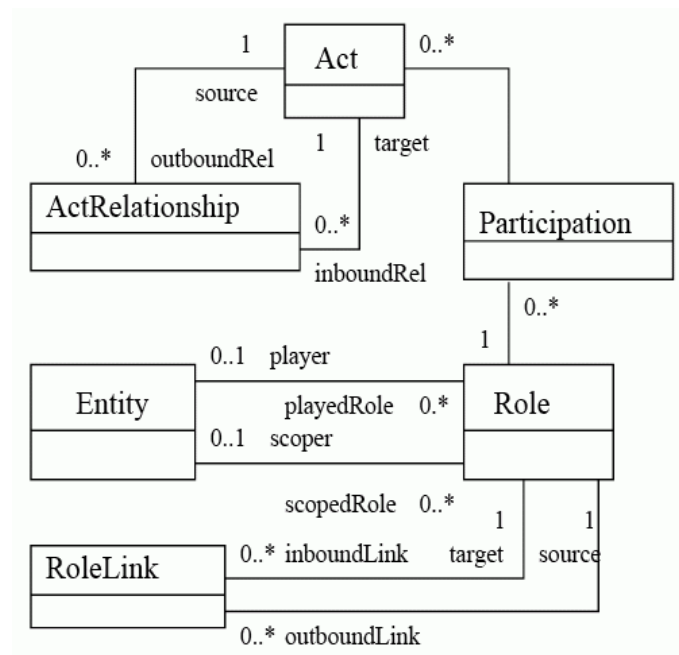 1
Act
0..*
source
1
target
0..*
outboundRel
ActRelationship
0..*
Participation
inboundRel
0..*
1
0..1 player
Entity
playedRole 0.*
Role
0..1 scoper
scopedRole 0..*
1
1
RoleLink
0..* inboundLink
target
source
0..* outboundLink